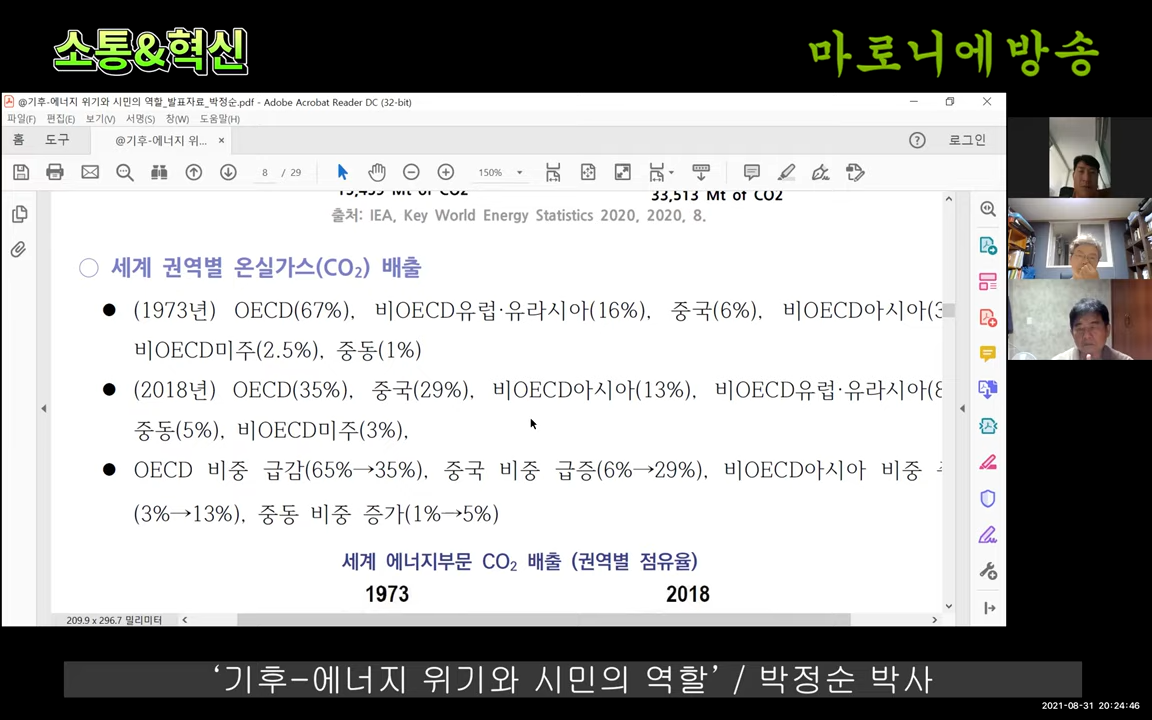 소통&혁신
마로니에방송
@기후-에너지 위기와 시민의 역할_발표자료_박정순.pdf - Adobe Acrobat Reader DC (32-bit)
파일(F) 편집(E) 보기(V) 서명(S) 창(W) 도움말(H)
홈 도구 @기후-에너지 위... × 로그인
8 / 29 150%
33,513 Mt of CO2
출처: IEA, Key World Energy Statistics 2020, 2020, 8.
○ 세계 권역별 온실가스(CO₂) 배출
● (1973년) OECD(67%), 비OECD유럽·유라시아(16%), 중국(6%), 비OECD아시아(3
비OECD미주(2.5%), 중동(1%)
● (2018년) OECD(35%), 중국(29%), 비OECD아시아(13%), 비OECD유럽·유라시아(8
중동(5%), 비OECD미주(3%),
● OECD 비중 급감(65%→35%), 중국 비중 급증(6%→29%), 비OECD아시아 비중
(3%→13%), 중동 비중 증가(1%→5%)
세계 에너지부문 CO₂ 배출 (권역별 점유율)
1973 2018
209.9 x 296.7 밀리미터
‘기후-에너지 위기와 시민의 역할’ / 박정순 박사
2021-08-31 20:24:46